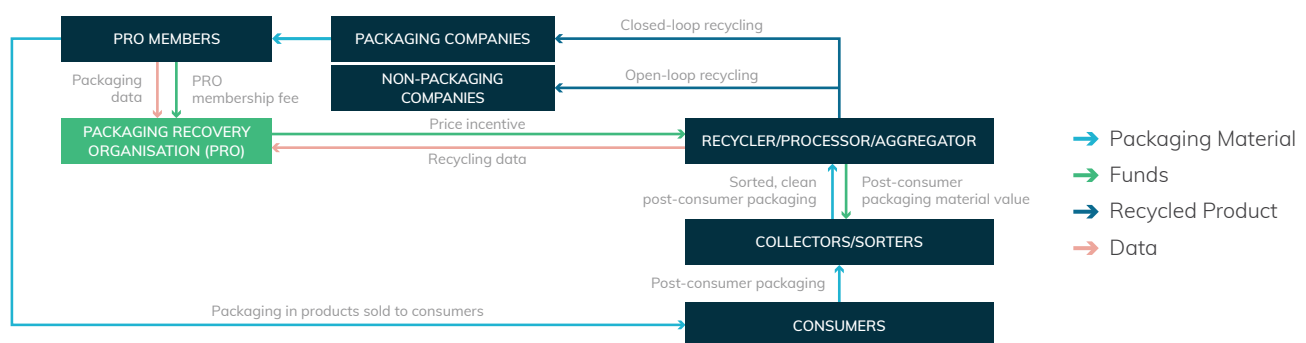 PRO MEMBERS
PACKAGING COMPANIES
Closed-loop recycling
NON-PACKAGING
COMPANIES
Open-loop recycling
Packaging
data
PRO
membership fee
PACKAGING RECOVERY
ORGANISATION (PRO)
Price incentive
Recycling data
RECYCLER/PROCESSOR/AGGREGATOR
Sorted, clean
post-consumer packaging
Post-consumer
packaging material value
COLLECTORS/SORTERS
Post-consumer packaging
Packaging in products sold to consumers
CONSUMERS
Packaging Material
Funds
Recycled Product
Data